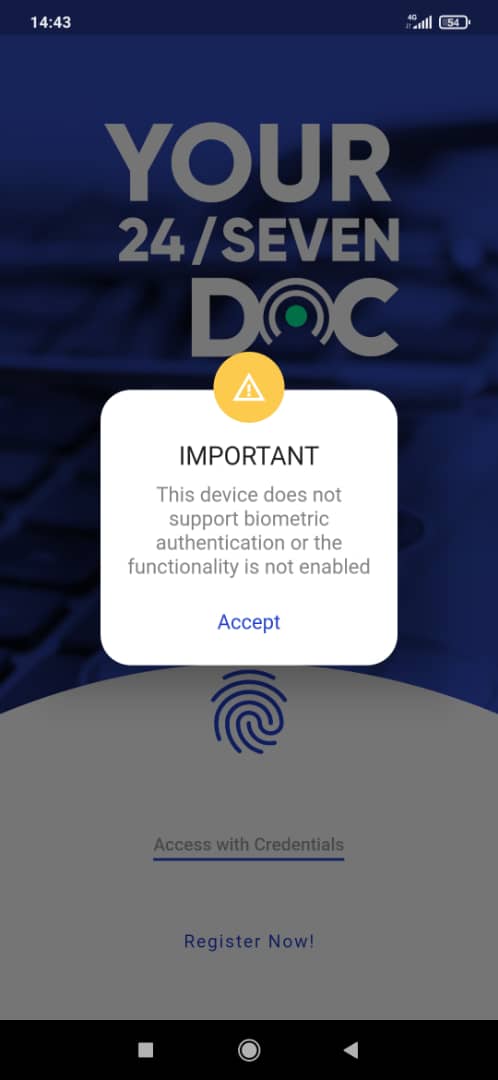 14:43
4G
54
YOUR
24/SEVEN
DOC
IMPORTANT
This device does not
support biometric
authentication or the
functionality is not enabled
Accept
Access with Credentials
Register Now!